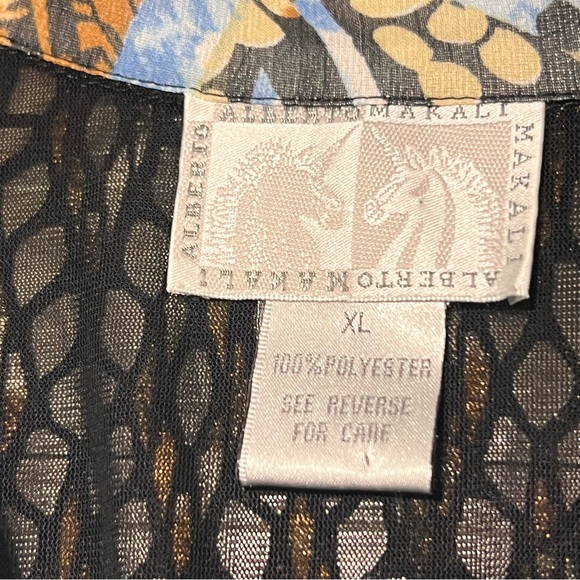 ALBERTO MAKALI
MAKALI
ALBERTO MAKALI
ALBERTO
XL
100% POLYESTER
SEE REVERSE
FOR CARE